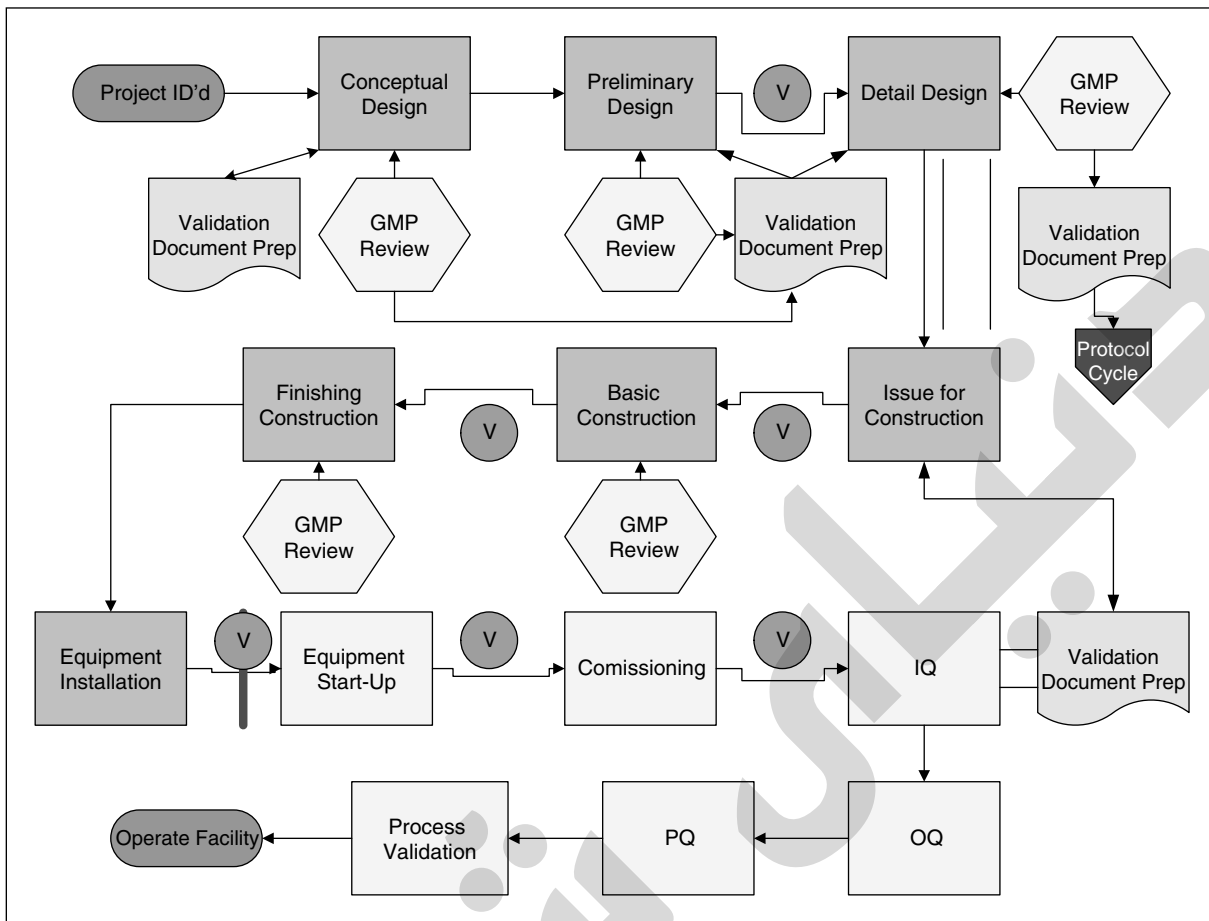 Project ID'd
Conceptual
Design
Preliminary
Design
V
Detail Design
GMP
Review
Validation
Document Prep
GMP
Review
GMP
Review
Validation
Document Prep
Validation
Document Prep
Protocol
Cycle
Finishing
Construction
V
Basic
Construction
V
Issue for
Construction
GMP
Review
GMP
Review
Equipment
Installation
V
Equipment
Start-Up
V
Comissioning
V
IQ
Validation
Document Prep
Operate Facility
Process
Validation
PQ
OQ